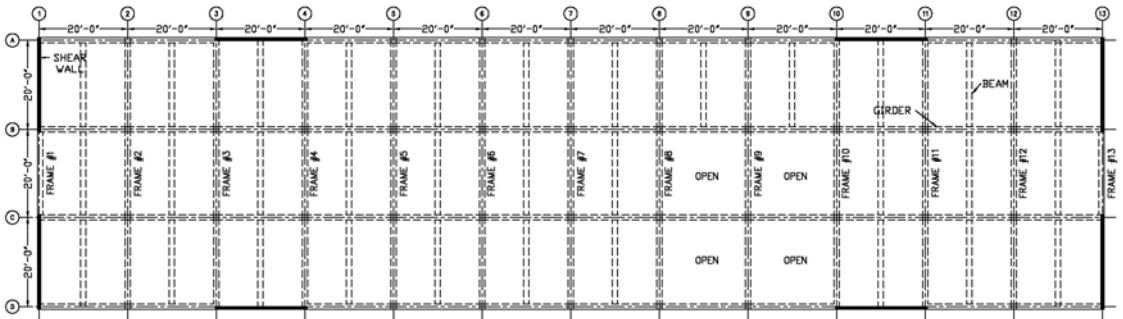 1 2 3 4 5 6 7 8 9 10 11 12 13
20'-0" 20'-0" 20'-0" 20'-0" 20'-0" 20'-0" 20'-0" 20'-0" 20'-0" 20'-0" 20'-0" 20'-0"
A
SHEAR
WALL
20'-0"
BEAM
GIRDER
B
20'-0"
FRAME #1 FRAME #2 FRAME #3 FRAME #4 FRAME #5 FRAME #6 FRAME #7 FRAME #8 FRAME #9 FRAME #10 FRAME #11 FRAME #12 FRAME #13
OPEN OPEN
C
20'-0"
OPEN OPEN
D